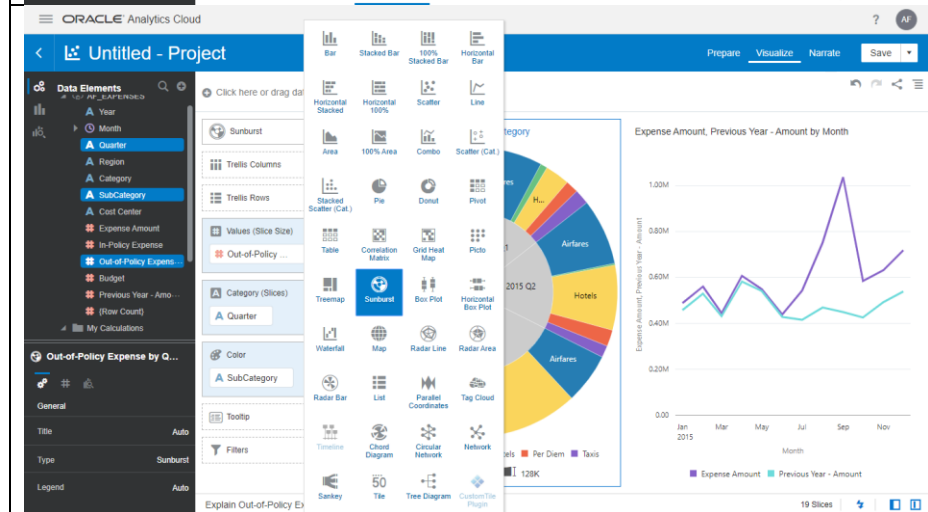 ORACLE Analytics Cloud
?
AF
Untitled - Project
Prepare
Visualize
Narrate
Save
Data Elements
AF_EXPENSES
Year
Month
Quarter
Region
Category
SubCategory
Cost Center
Expense Amount
In-Policy Expense
Out-of-Policy Expens...
Budget
Previous Year - Amo...
(Row Count)
My Calculations
Out-of-Policy Expense by Q...
General
Title
Auto
Type
Sunburst
Legend
Auto
Click here or drag dat
Sunburst
Trellis Columns
Trellis Rows
Values (Slice Size)
Out-of-Policy ...
Category (Slices)
Quarter
Color
SubCategory
Tooltip
Filters
Explain Out-of-Policy Ex
Bar
Stacked Bar
100%
Stacked Bar
Horizontal
Bar
Horizontal
Stacked
Horizontal
100%
Scatter
Line
Area
100% Area
Combo
Scatter (Cat.)
Stacked
Scatter (Cat.)
Pie
Donut
Pivot
Table
Correlation
Matrix
Grid Heat
Map
Picto
Treemap
Sunburst
Box Plot
Horizontal
Box Plot
Waterfall
Map
Radar Line
Radar Area
Radar Bar
List
Parallel
Coordinates
Tag Cloud
Timeline
Chord
Diagram
Circular
Network
Network
Sankey
50
Tile
Tree Diagram
CustomTile
Plugin
tegory
res
H...
Airfares
1
2015 Q2
Hotels
Airfares
els
Per Diem
Taxis
128K
Expense Amount, Previous Year - Amount by Month
Expense Amount, Previous Year - Amount
1.00M
0.80M
0.60M
0.40M
0.20M
0.00
Jan
2015
Mar
May
Jul
Sep
Nov
Month
Expense Amount
Previous Year - Amount
19 Slices